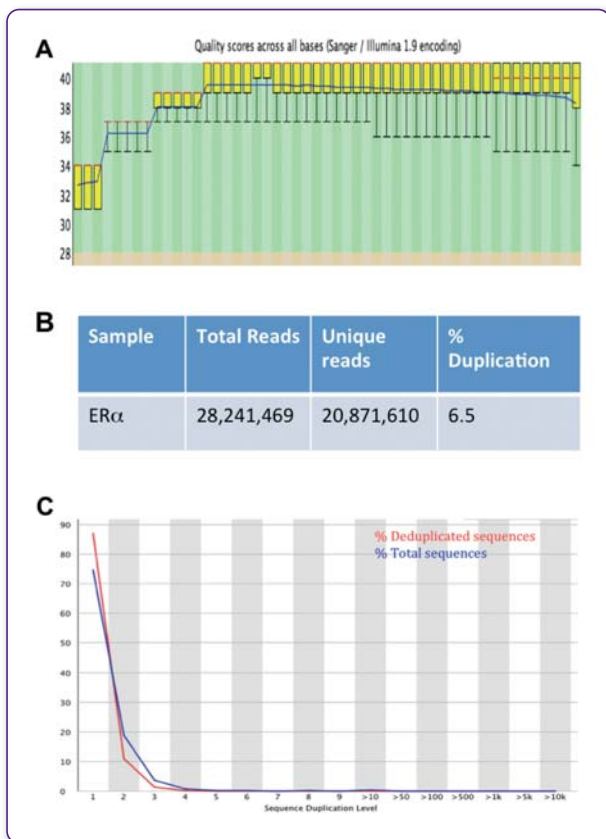 A
Quality scores across all bases (Sanger / Illumina 1.9 encoding)
40
38
36
34
32
30
28
B
Sample Total Reads Unique reads % Duplication
ERα 28,241,469 20,871,610 6.5
C
% Deduplicated sequences
% Total sequences
90
80
70
60
50
40
30
20
10
0
1 2 3 4 5 6 7 8 9 >10 >50 >100 >500 >1k >5k >10k
Sequence Duplication Level